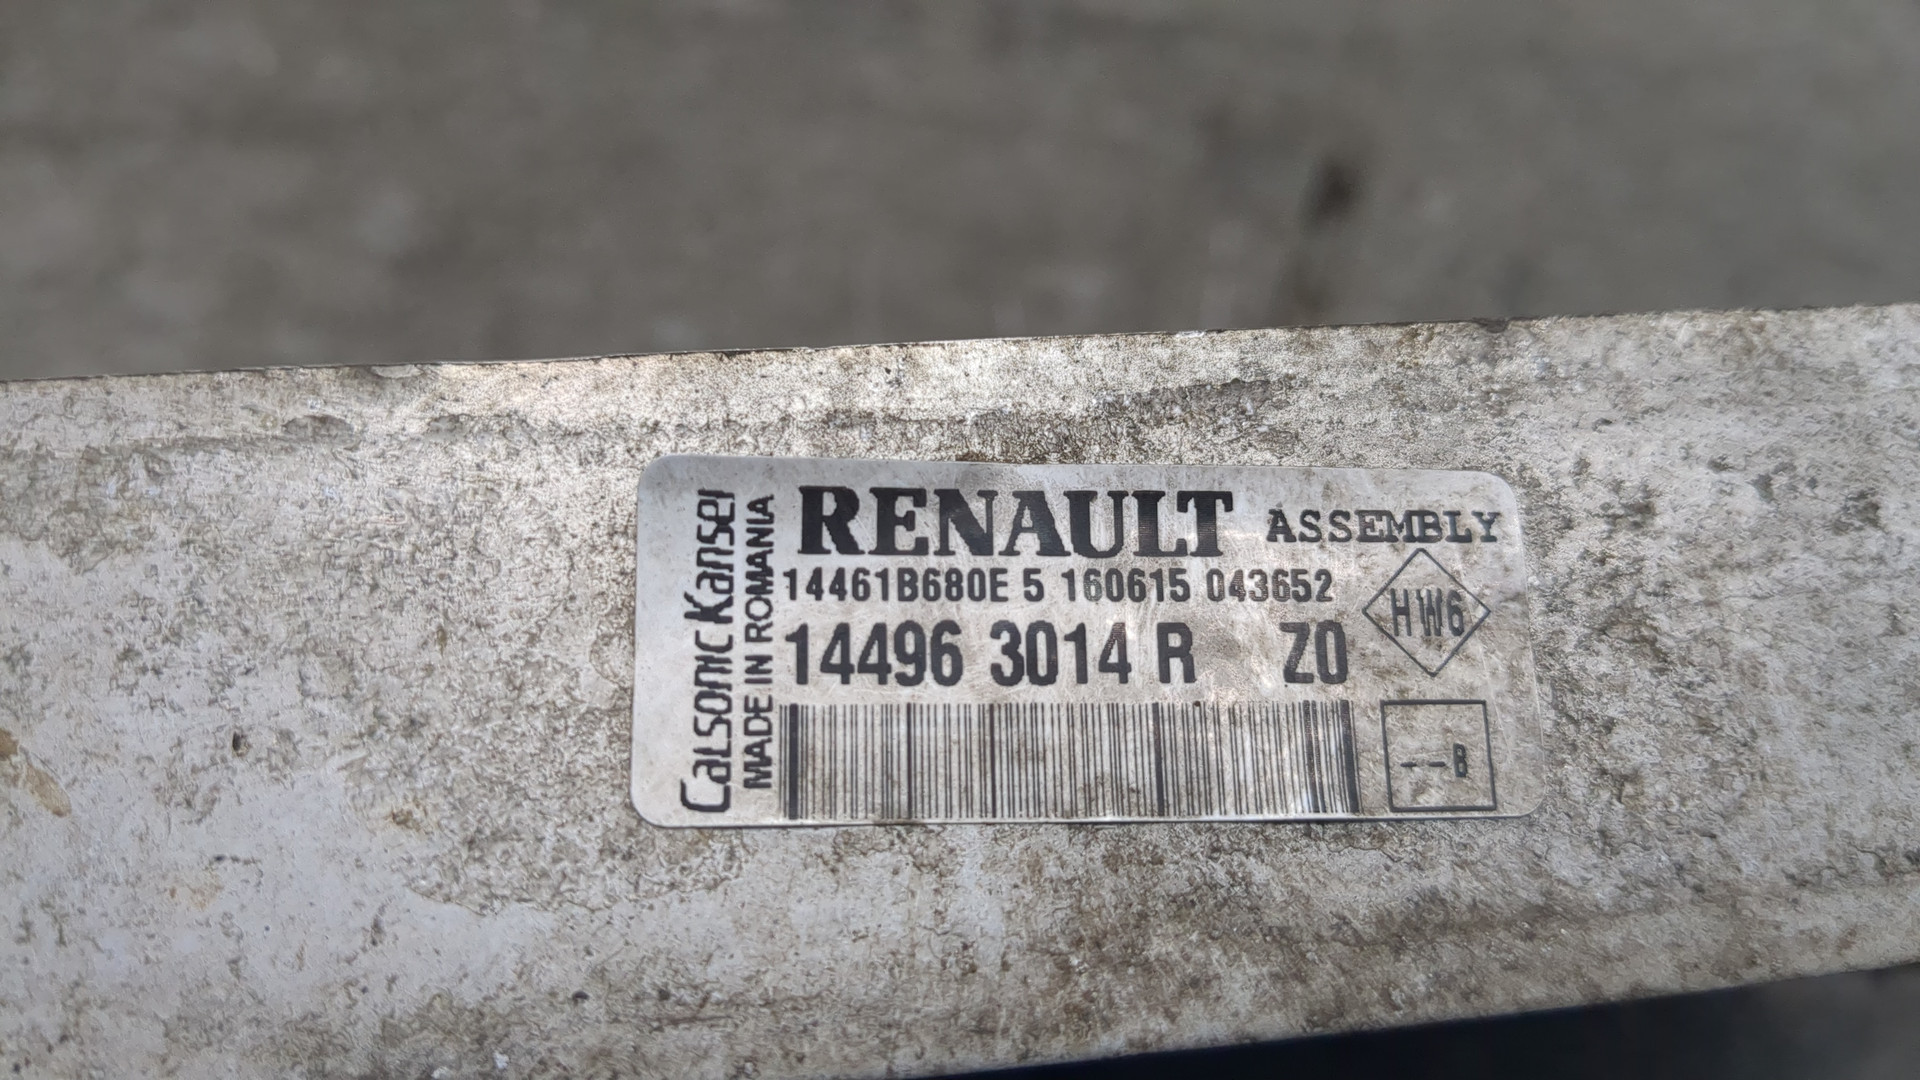 Calsonic Kansei
MADE IN ROMANIA
RENAULT ASSEMBLY
14461B680E 5 160615 043652
14496 3014 R Z0
HW6
--B